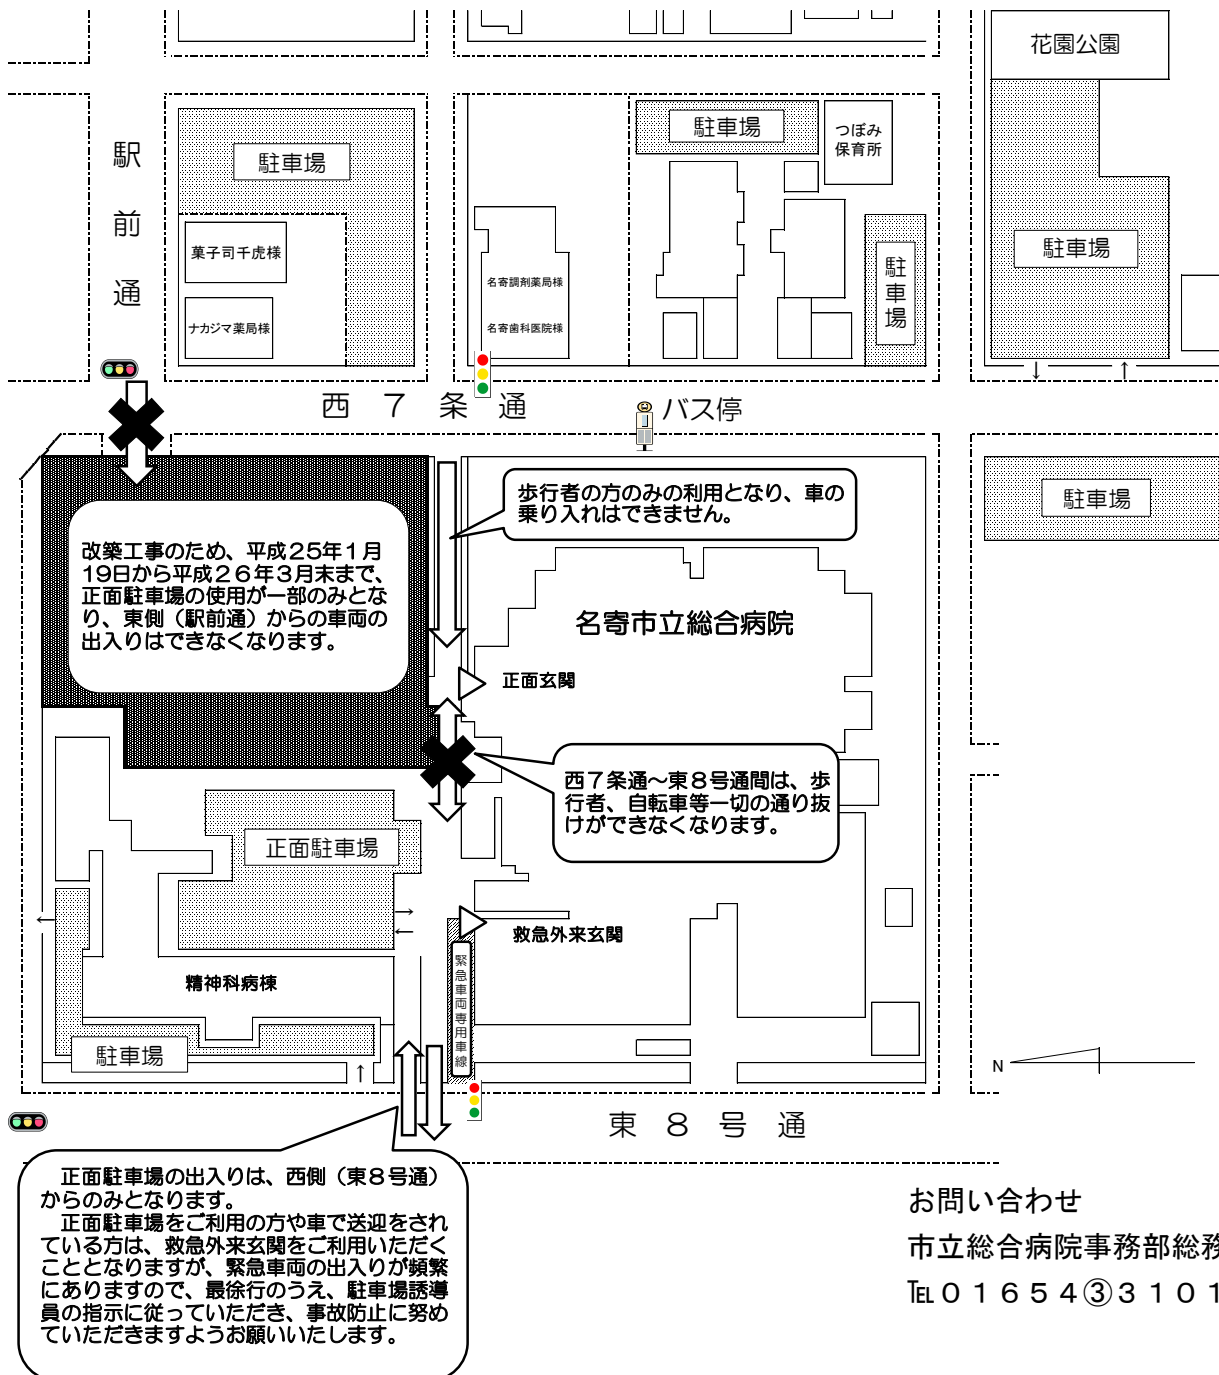 花園公園
駐車場
つぼみ
保育所
駅前通
駐車場
菓子司千虎様
ナカジマ薬局様
名寄調剤薬局様
名寄歯科医院様
駐車場
駐車場
西７条通
バス停
歩行者の方のみの利用となり、車の
乗り入れはできません。
駐車場
改築工事のため、平成２５年１月
１９日から平成２６年３月末まで、
正面駐車場の使用が一部のみとな
り、東側（駅前通）からの車両の
出入りはできなくなります。
名寄市立総合病院
正面玄関
西７条通～東８号通間は、歩
行者、自転車等一切の通り抜
けができなくなります。
正面駐車場
救急外来玄関
緊急車両専用車線
精神科病棟
駐車場
N
東８号通
正面駐車場の出入りは、西側（東８号通）
からのみとなります。
正面駐車場をご利用の方や車で送迎をされ
ている方は、救急外来玄関をご利用いただく
こととなりますが、緊急車両の出入りが頻繁
にありますので、最徐行のうえ、駐車場誘導
員の指示に従っていただき、事故防止に努め
ていただきますようお願いいたします。
お問い合わせ
市立総合病院事務部総務
℡０１６５４③３１０１